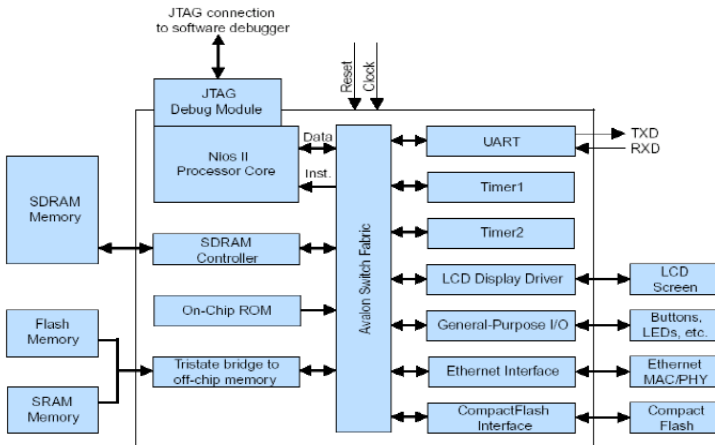 JTAG connection
to software debugger
Reset
Clock
JTAG
Debug Module
Nios II
Processor Core
Data
Inst.
Avalon Switch Fabric
UART
TXD
RXD
Timer1
Timer2
SDRAM
Memory
SDRAM
Controller
LCD Display Driver
LCD
Screen
On-Chip ROM
General-Purpose I/O
Buttons,
LEDs, etc.
Flash
Memory
Tristate bridge to
off-chip memory
Ethernet Interface
Ethernet
MAC/PHY
SRAM
Memory
CompactFlash
Interface
Compact
Flash